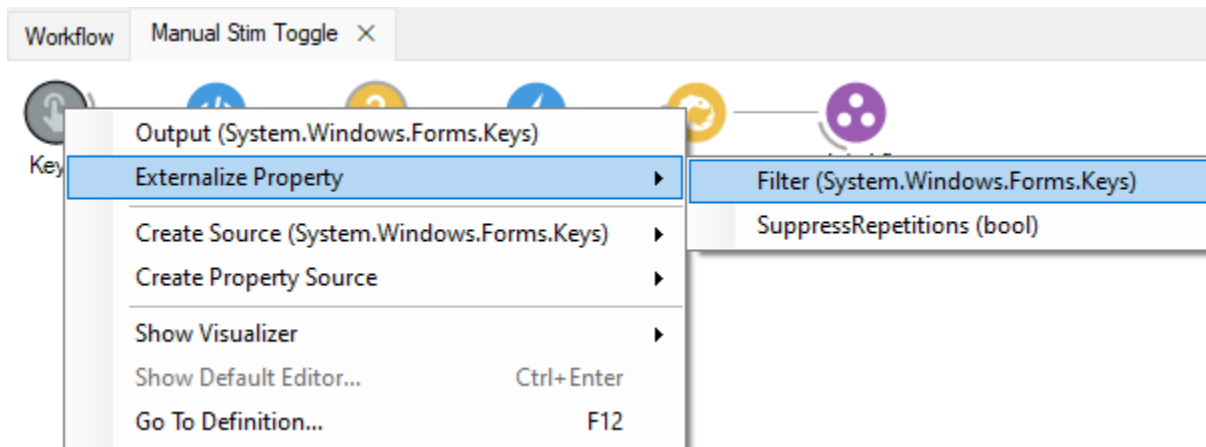 Workflow
Manual Stim Toggle
Key
Output (System.Windows.Forms.Keys)
Externalize Property
Filter (System.Windows.Forms.Keys)
SuppressRepetitions (bool)
Create Source (System.Windows.Forms.Keys)
Create Property Source
Show Visualizer
Show Default Editor... Ctrl+Enter
Go To Definition... F12